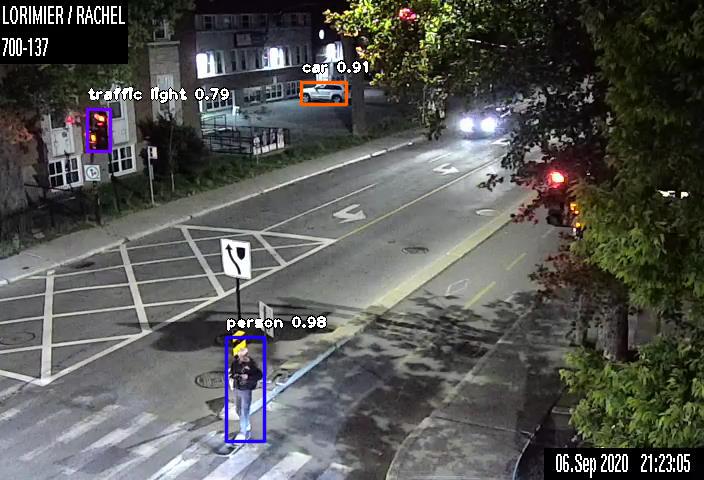 LORIMIER / RACHEL
700-137
car 0.91
traffic light 0.79
person 0.98
06.Sep 2020 21:23:05